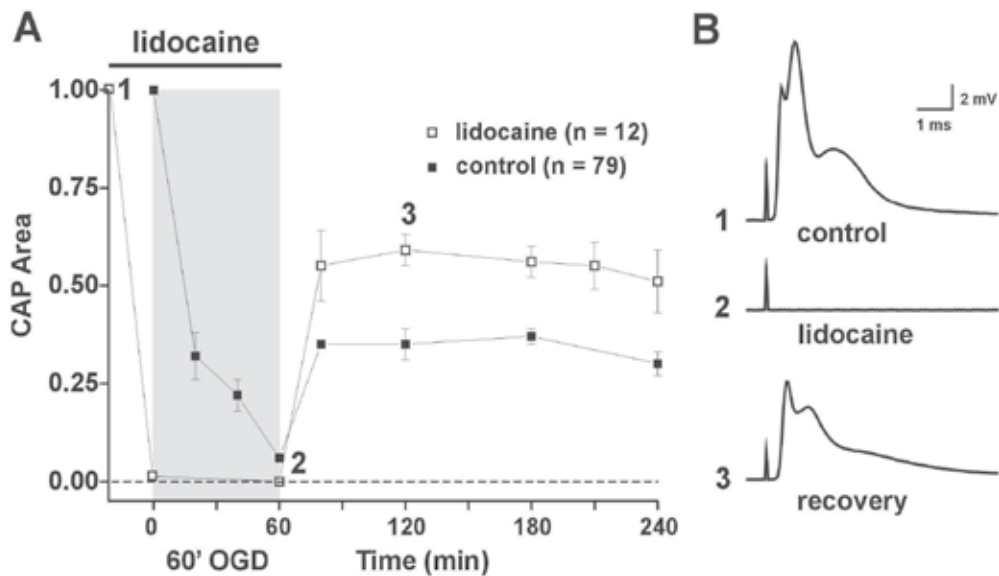 A
lidocaine
1.00
1
0.75
0.50
0.25
0.00
CAP Area
lidocaine (n = 12)
control (n = 79)
3
2
0
60
120
180
240
60' OGD
Time (min)
B
2 mV
1 ms
1
control
2
lidocaine
3
recovery